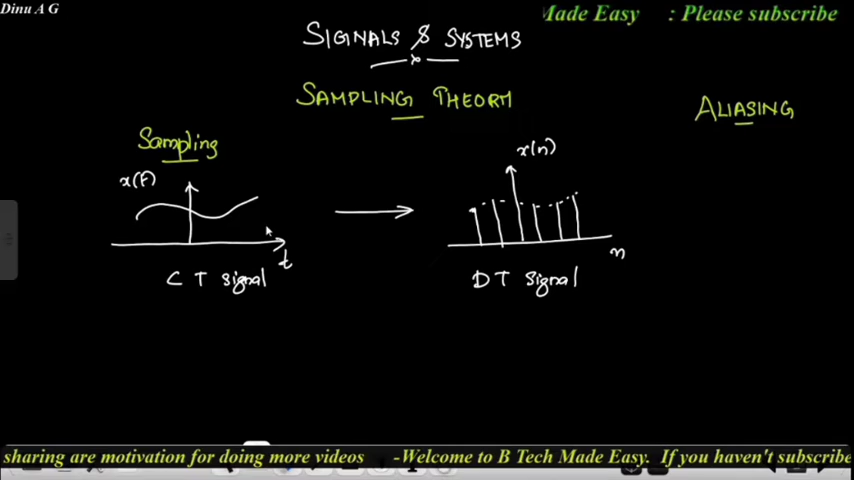 Dinu A G
Made Easy : Please subscribe
SIGNALS & SYSTEMS
SAMPLING THEORM
ALIASING
Sampling
x(t)
x(n)
t
n
C T signal
D T signal
sharing are motivation for doing more videos -Welcome to B Tech Made Easy. If you haven't subscribe